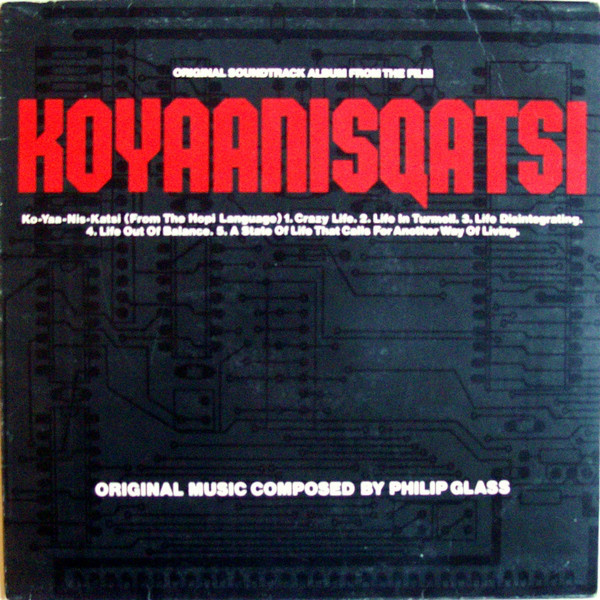 ORIGINAL SOUNDTRACK ALBUM FROM THE FILM
KOYAANISQATSI
Ko-Yaa-Nis-Katsi (From The Hopi Language) 1. Crazy Life. 2. Life In Turmoil. 3. Life Disintegrating.
4. Life Out Of Balance. 5. A State Of Life That Calls For Another Way Of Living.
ORIGINAL MUSIC COMPOSED BY PHILIP GLASS